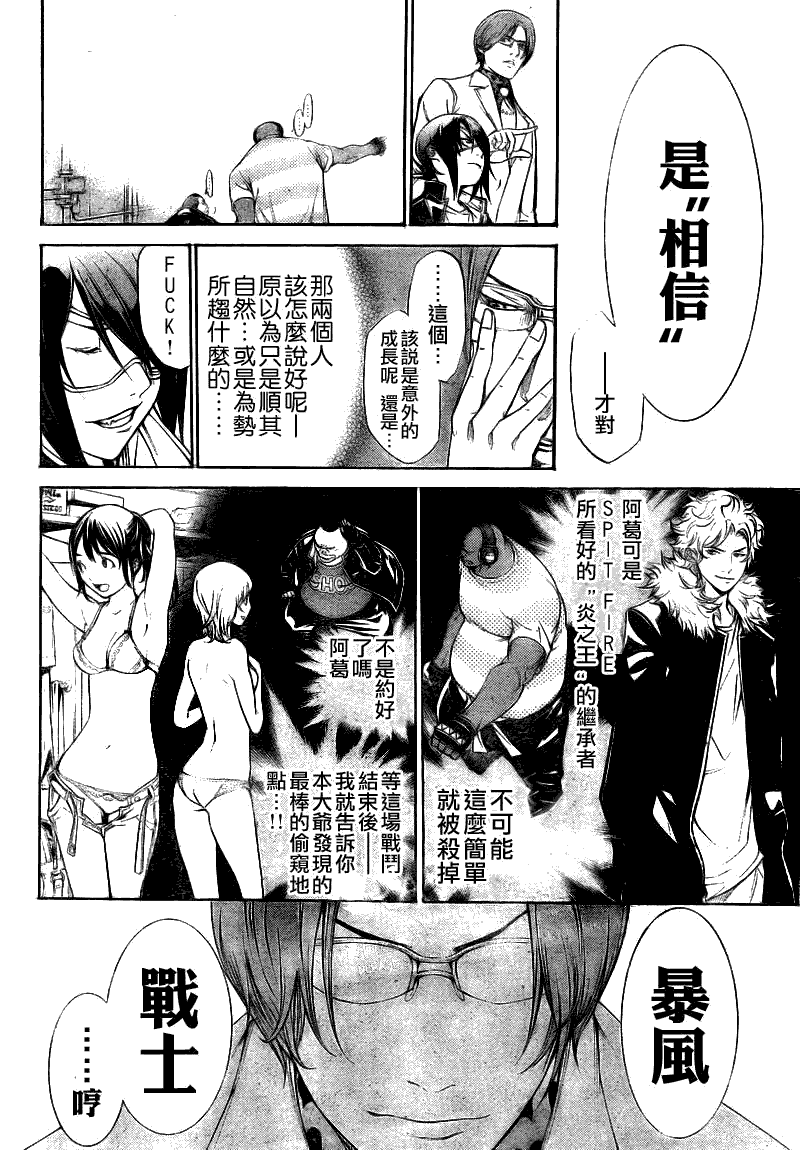 是〝相信〞
——才對
……
……
……這個…
該說是意外的
成長呢 還是…
那兩個人
該怎麼說好呢—
原以為只是順其
自然…或是為勢
所趨什麼的……
FUCK!
阿葛可是
SPIT FIRE
所看好的〝炎之王〞的繼承者
不可能
這麼簡單
就被殺掉
不是約好
了嗎
阿葛
等這場戰鬥
結束後——
我就告訴你
本大爺發現的
最棒的偷窺地
點…!!
暴風
戰士
……哼